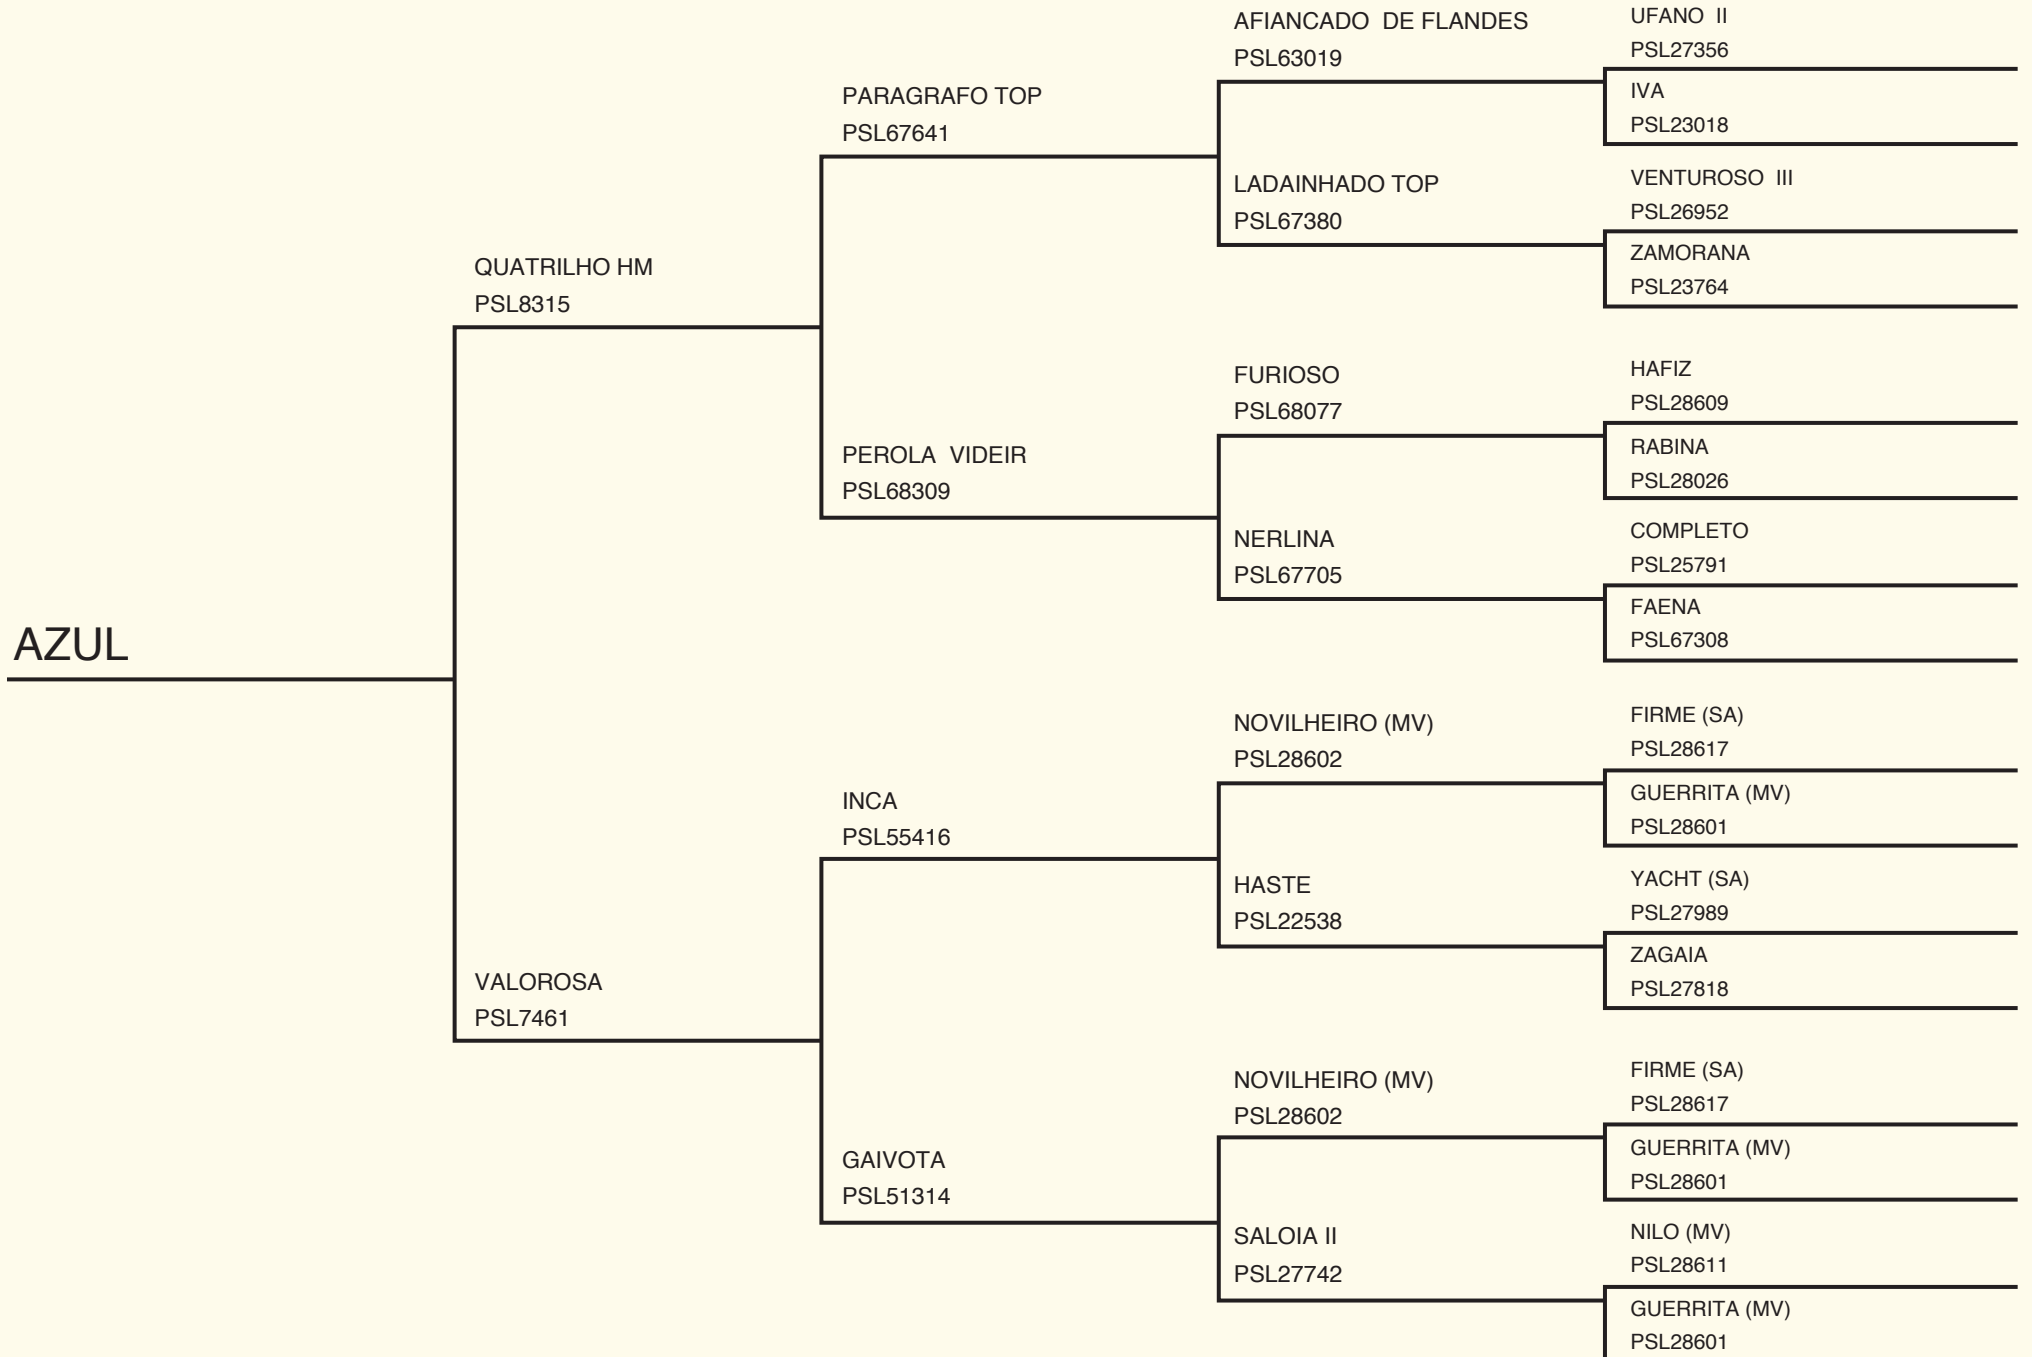 AZUL
QUATRILHO HM
PSL8315
VALOROSA
PSL7461
PARAGRAFO TOP
PSL67641
PEROLA VIDEIR
PSL68309
INCA
PSL55416
GAIVOTA
PSL51314
AFIANCADO DE FLANDES
PSL63019
LADAINHADO TOP
PSL67380
FURIOSO
PSL68077
NERLINA
PSL67705
NOVILHEIRO (MV)
PSL28602
HASTE
PSL22538
NOVILHEIRO (MV)
PSL28602
SALOIA II
PSL27742
UFANO II
PSL27356
IVA
PSL23018
VENTUROSO III
PSL26952
ZAMORANA
PSL23764
HAFIZ
PSL28609
RABINA
PSL28026
COMPLETO
PSL25791
FAENA
PSL67308
FIRME (SA)
PSL28617
GUERRITA (MV)
PSL28601
YACHT (SA)
PSL27989
ZAGAIA
PSL27818
FIRME (SA)
PSL28617
GUERRITA (MV)
PSL28601
NILO (MV)
PSL28611
GUERRITA (MV)
PSL28601